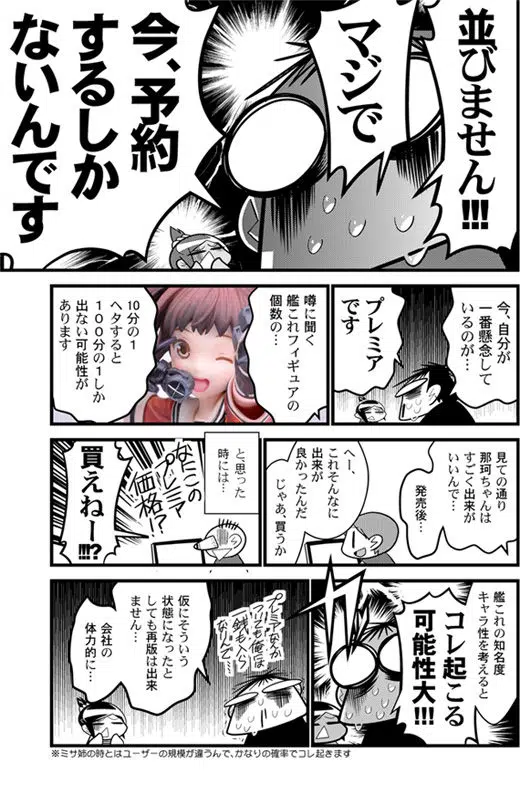 並びません!!!
マジで
今、予約
するしか
ないんです
今、自分が
一番懸念して
いるのが…
プレミア
です
噂に聞く
艦これフィギュアの
個数の…
10分の1
ヘタすると
100分の1しか
出ない可能性が
あります
見ての通り
那珂ちゃんは
すごく出来が
いいんで…
発売後…
へー、
これそんなに
出来が
良かったんだ
じゃあ、買うか
と、思った
時には…
なにこの
プレミア
価格!?
買えねー!!!?
艦これの知名度
キャラ性を考えると
コレ起こる
可能性大!!!
プレミアなんか
ついても俺は
一銭も入ら
ないし…
仮にそういう
状態になったと
しても再版は出来
ません…
会社の
体力的に…
※ミサ姉の時とはユーザーの規模が違うんで、かなりの確率でコレ起きます